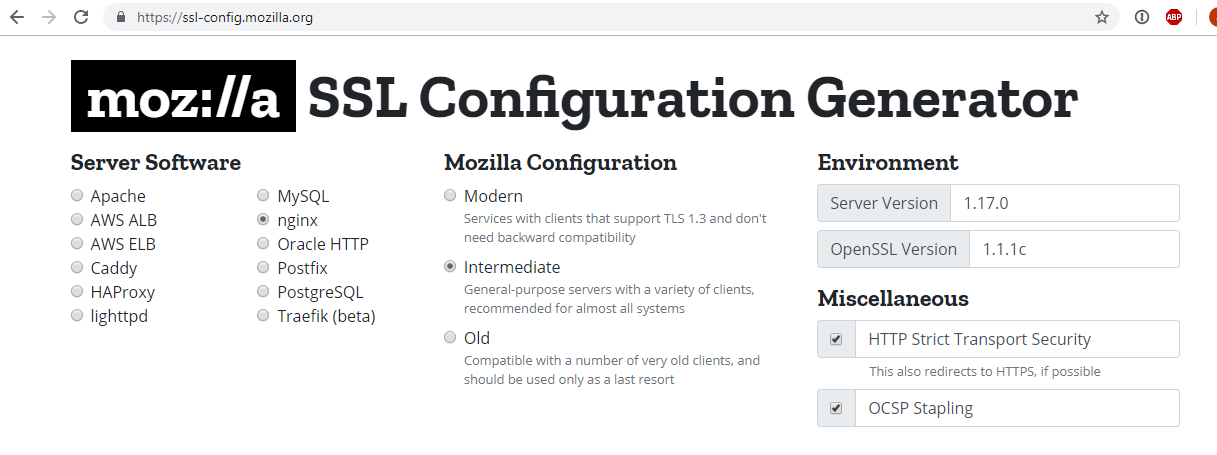 https://ssl-config.mozilla.org
ABP
moz://a SSL Configuration Generator
Server Software
Apache
AWS ALB
AWS ELB
Caddy
HAProxy
lighttpd
MySQL
nginx
Oracle HTTP
Postfix
PostgreSQL
Traefik (beta)
Mozilla Configuration
Modern
Services with clients that support TLS 1.3 and don't
need backward compatibility
Intermediate
General-purpose servers with a variety of clients,
recommended for almost all systems
Old
Compatible with a number of very old clients, and
should be used only as a last resort
Environment
Server Version 1.17.0
OpenSSL Version 1.1.1c
Miscellaneous
HTTP Strict Transport Security
This also redirects to HTTPS, if possible
OCSP Stapling